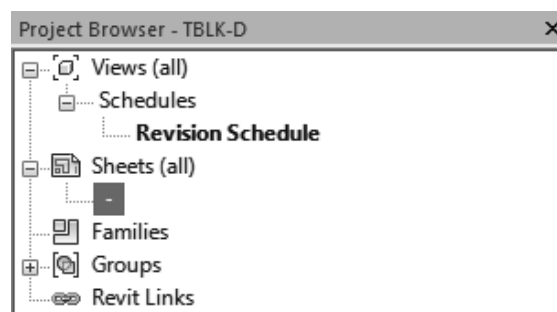 Project Browser - TBLK-D
Views (all)
Schedules
Revision Schedule
Sheets (all)
-
Families
Groups
Revit Links